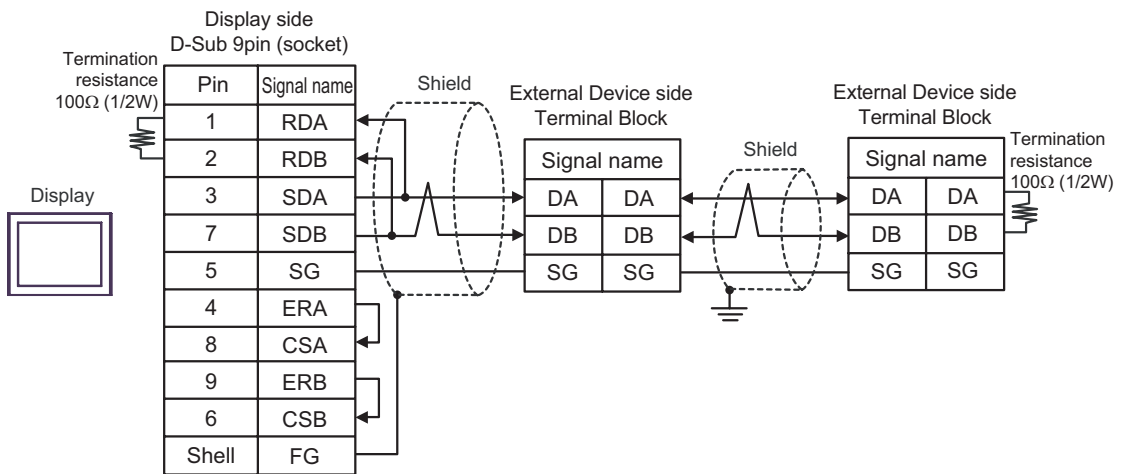 Display side
D-Sub 9pin (socket)
Termination
resistance
100Ω (1/2W)
Pin Signal name
1 RDA
2 RDB
3 SDA
7 SDB
5 SG
4 ERA
8 CSA
9 ERB
6 CSB
Shell FG
Display
Shield
External Device side
Terminal Block
Signal name
DA DA
DB DB
SG SG
Shield
External Device side
Terminal Block
Signal name
DA DA
DB DB
SG SG
Termination
resistance
100Ω (1/2W)